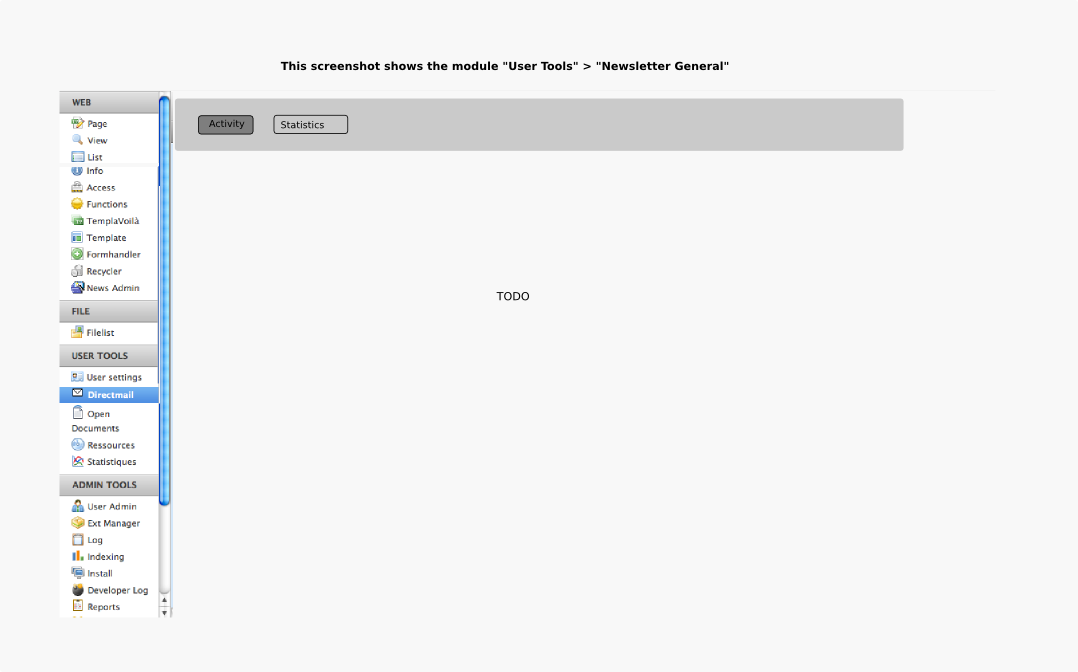 This screenshot shows the module "User Tools" > "Newsletter General"
WEB
Page
View
List
Info
Access
Functions
TemplaVoilà
Template
Formhandler
Recycler
News Admin
FILE
Filelist
USER TOOLS
User settings
Directmail
Open
Documents
Ressources
Statistiques
ADMIN TOOLS
User Admin
Ext Manager
Log
Indexing
Install
Developer Log
Reports
Activity
Statistics
TODO